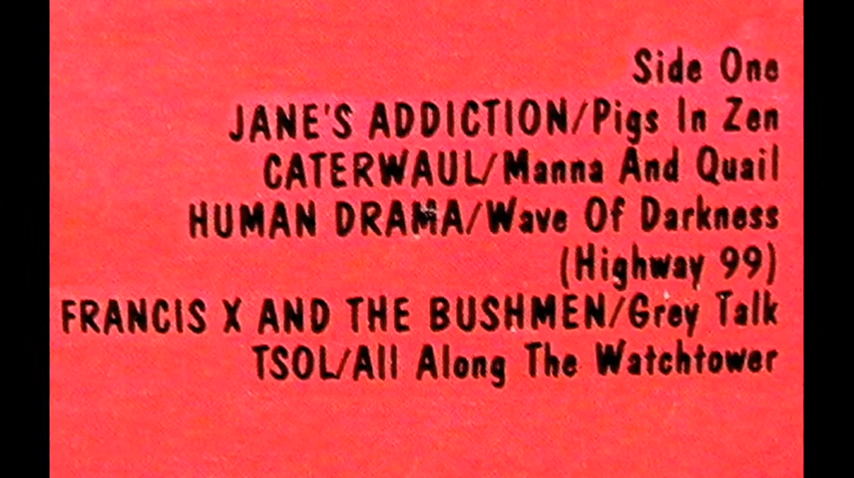 Side One
JANE'S ADDICTION/Pigs In Zen
CATERWAUL/Manna And Quail
HUMAN DRAMA/Wave Of Darkness
(Highway 99)
FRANCIS X AND THE BUSHMEN/Grey Talk
TSOL/All Along The Watchtower